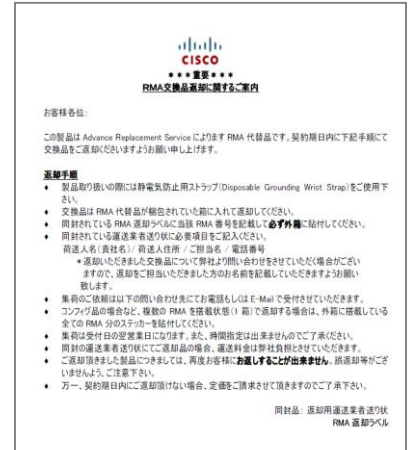 CISCO
＊＊＊重要＊＊＊
RMA交換品返却に関するご案内
お客様各位:
この製品は Advance Replacement Service によります RMA 代替品です。契約期日内に下記手順にて
交換品をご返却くださいますようお願い申し上げます。
返却手順
♦ 製品取り扱いの際には静電気防止用ストラップ(Disposable Grounding Wrist Strap)をご使用下
さい。
♦ 交換品は RMA 代替品が梱包されていた箱に入れて返却してください。
♦ 同封されている RMA 返却ラベルに当該 RMA 番号を記載して必ず外箱に貼付してください。
♦ 同封されている運送業者送り状に必要項目をご記入ください。
荷送人名(貴社名)/ 荷送人住所 / ご担当名 / 電話番号
＊返却いただきました交換品について弊社より問い合わせをさせていただく場合がござい
ますので、返却をご担当いただきました方のお名前を記載していただきますようお願い
致します。
♦ 集荷のご依頼は以下の問い合わせ先にてお電話もしくは E-Mail で受付させていただきます。
♦ コンフィグ品の場合など、複数の RMA を搭載状態(1 箱)で返却する場合は、外箱に搭載している
全ての RMA 分のステッカーを貼付してください。
♦ 集荷は受付日の翌営業日になります。また、時間指定は出来ませんのでご了承ください。
♦ 同封の運送業者送り状にてご返却品の場合、運送料金は弊社負担とさせていただきます。
♦ ご返却頂きました製品につきましては、再度お客様にお返しすることが出来ません。誤返却等がござ
いませんよう、ご注意下さい。
♦ 万一、契約期日内にご返却頂けない場合、定価をご請求させて頂きますのでご了承下さい。
同封品: 返却用運送業者送り状
RMA 返却ラベル